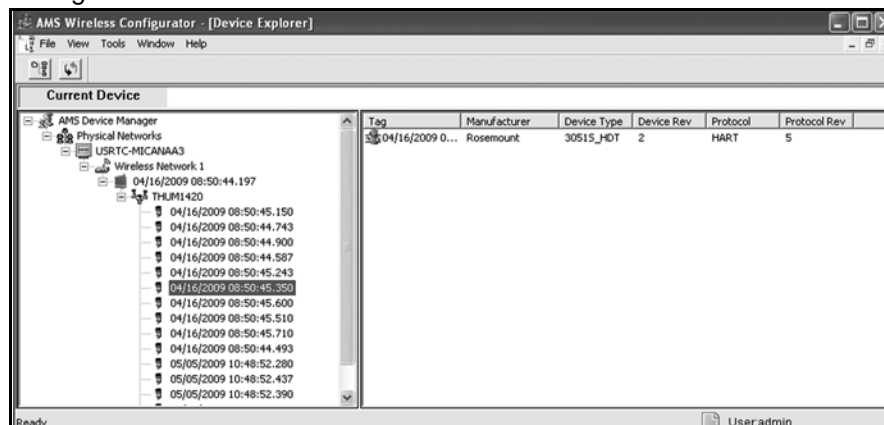 AMS Wireless Configurator - [Device Explorer]
File View Tools Window Help
Current Device
AMS Device Manager
Physical Networks
USRTC-MICANAA3
Wireless Network 1
04/16/2009 08:50:44.197
THUM1420
04/16/2009 08:50:45.150
04/16/2009 08:50:44.743
04/16/2009 08:50:44.900
04/16/2009 08:50:44.587
04/16/2009 08:50:45.243
04/16/2009 08:50:45.350
04/16/2009 08:50:45.600
04/16/2009 08:50:45.510
04/16/2009 08:50:45.710
04/16/2009 08:50:44.493
05/05/2009 10:48:52.280
05/05/2009 10:48:52.437
05/05/2009 10:48:52.390
Tag Manufacturer Device Type Device Rev Protocol Protocol Rev
04/16/2009 0... Rosemount 3051S_HDT 2 HART 5
Ready User:admin